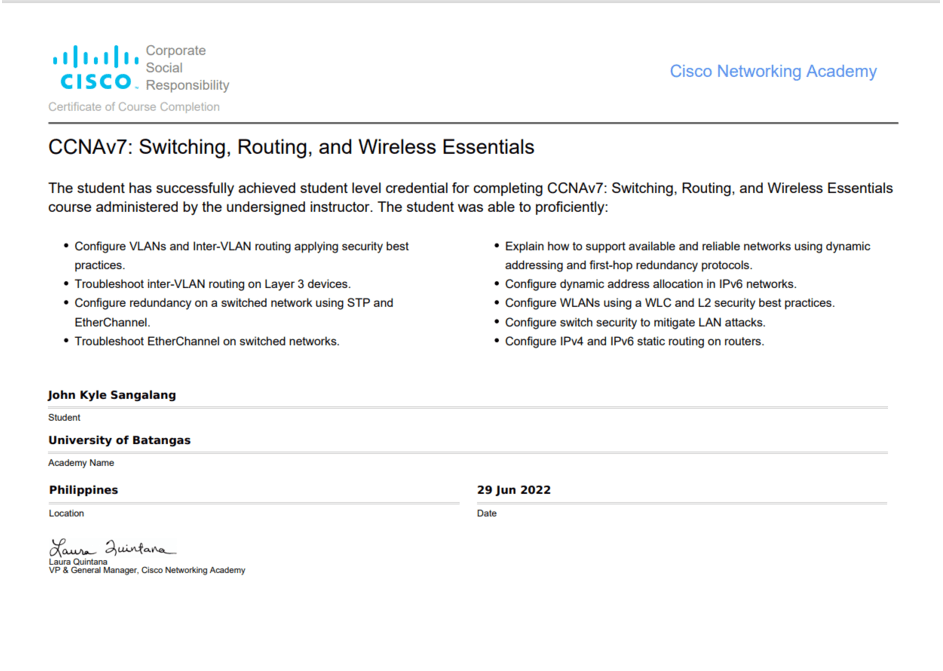 Corporate
Social
Responsibility
CISCO
Certificate of Course Completion
Cisco Networking Academy
CCNAv7: Switching, Routing, and Wireless Essentials
The student has successfully achieved student level credential for completing CCNAv7: Switching, Routing, and Wireless Essentials
course administered by the undersigned instructor. The student was able to proficiently:
• Configure VLANs and Inter-VLAN routing applying security best
practices.
• Troubleshoot inter-VLAN routing on Layer 3 devices.
• Configure redundancy on a switched network using STP and
EtherChannel.
• Troubleshoot EtherChannel on switched networks.
• Explain how to support available and reliable networks using dynamic
addressing and first-hop redundancy protocols.
• Configure dynamic address allocation in IPv6 networks.
• Configure WLANs using a WLC and L2 security best practices.
• Configure switch security to mitigate LAN attacks.
• Configure IPv4 and IPv6 static routing on routers.
John Kyle Sangalang
Student
University of Batangas
Academy Name
Philippines
Location
29 Jun 2022
Date
Laura Quintana
Laura Quintana
VP & General Manager, Cisco Networking Academy